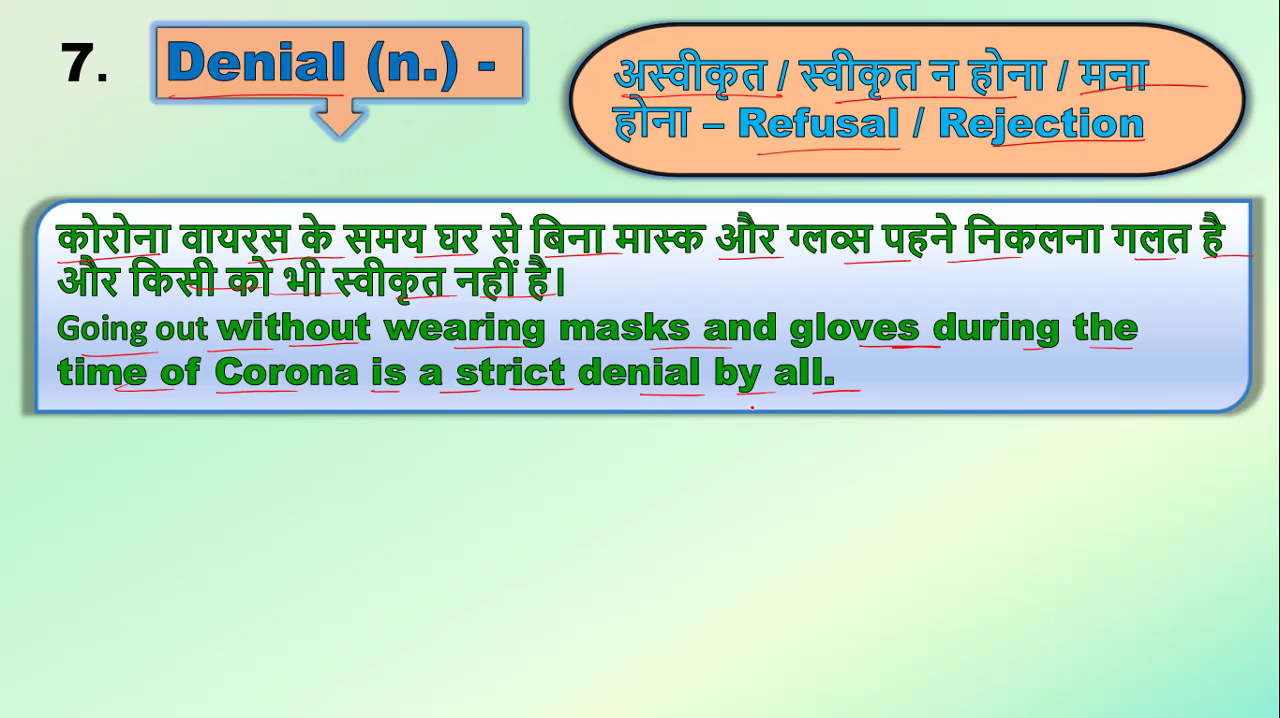 7. Denial (n.) -
अस्वीकृत / स्वीकृत न होना / मना
होना – Refusal / Rejection
कोरोना वायरस के समय घर से बिना मास्क और ग्लव्स पहने निकलना गलत है
और किसी को भी स्वीकृत नहीं है।
Going out without wearing masks and gloves during the
time of Corona is a strict denial by all.